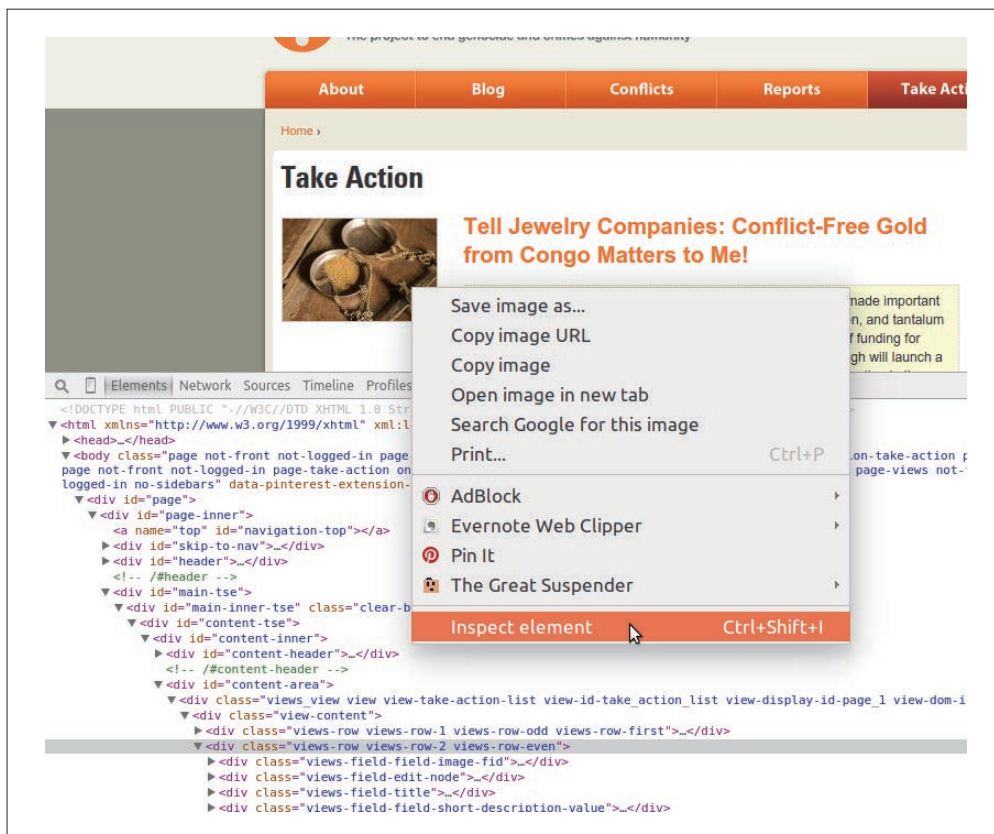 The project to end genocide and crimes against humanity
About Blog Conflicts Reports Take Acti
Home ›
Take Action
Tell Jewelry Companies: Conflict-Free Gold
from Congo Matters to Me!
made important
n, and tantalum
f funding for
gh will launch a
Save image as...
Copy image URL
Copy image
Open image in new tab
Search Google for this image
Print... Ctrl+P
AdBlock
Evernote Web Clipper
Pin It
The Great Suspender
Inspect element Ctrl+Shift+I
Elements Network Sources Timeline Profiles
<!DOCTYPE html PUBLIC "-//W3C//DTD XHTML 1.0 Str
▼<html xmlns="http://www.w3.org/1999/xhtml" xml:l
▶<head>…</head>
▼<body class="page not-front not-logged-in page on-take-action p
page not-front not-logged-in page-take-action on page-views not-
logged-in no-sidebars" data-pinterest-extension-
▼<div id="page">
▼<div id="page-inner">
<a name="top" id="navigation-top"></a>
▶<div id="skip-to-nav">…</div>
▶<div id="header">…</div>
<!-- /#header -->
▼<div id="main-tse">
▼<div id="main-inner-tse" class="clear-b
▼<div id="content-tse">
▼<div id="content-inner">
▶<div id="content-header">…</div>
<!-- /#content-header -->
▼<div id="content-area">
▼<div class="views_view view view-take-action-list view-id-take_action_list view-display-id-page_1 view-dom-i
▼<div class="view-content">
▶<div class="views-row views-row-1 views-row-odd views-row-first">…</div>
▼<div class="views-row views-row-2 views-row-even">
▶<div class="views-field-field-image-fid">…</div>
▶<div class="views-field-edit-node">…</div>
▶<div class="views-field-title">…</div>
▶<div class="views-field-field-short-description-value">…</div>